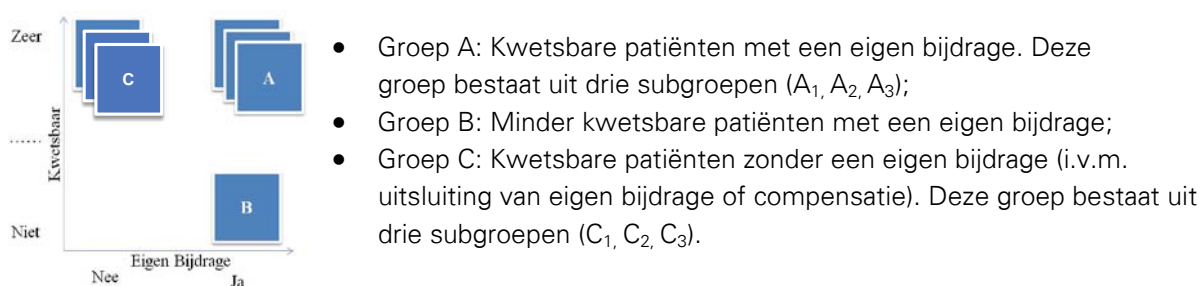 Zeer
C
A
Kwetsbaar
......
B
Niet
Eigen Bijdrage
Nee
Ja
• Groep A: Kwetsbare patiënten met een eigen bijdrage. Deze
groep bestaat uit drie subgroepen (A1, A2, A3);
• Groep B: Minder kwetsbare patiënten met een eigen bijdrage;
• Groep C: Kwetsbare patiënten zonder een eigen bijdrage (i.v.m.
uitsluiting van eigen bijdrage of compensatie). Deze groep bestaat uit
drie subgroepen (C1, C2, C3).